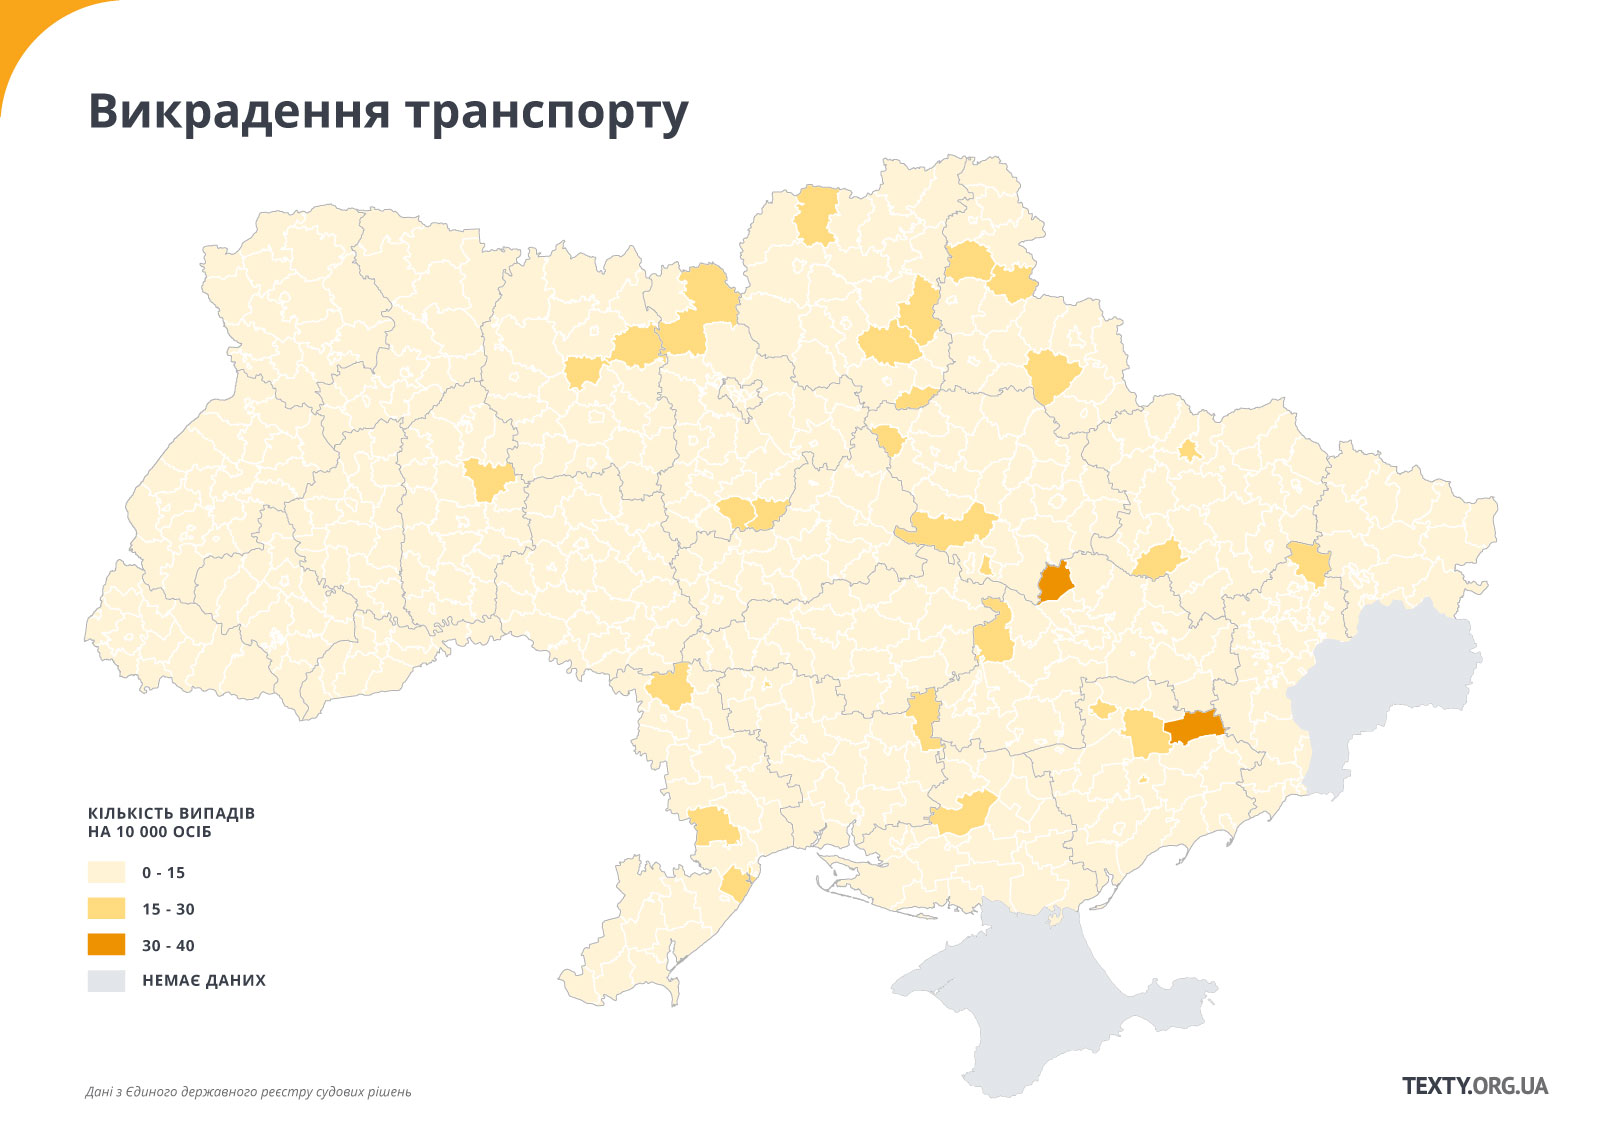 Викрадення транспорту
КІЛЬКІСТЬ ВИПАДІВ
НА 10 000 ОСІБ
0 - 15
15 - 30
30 - 40
НЕМАЄ ДАНИХ
Дані з Єдиного державного реєстру судових рішень
TEXTY.ORG.UA